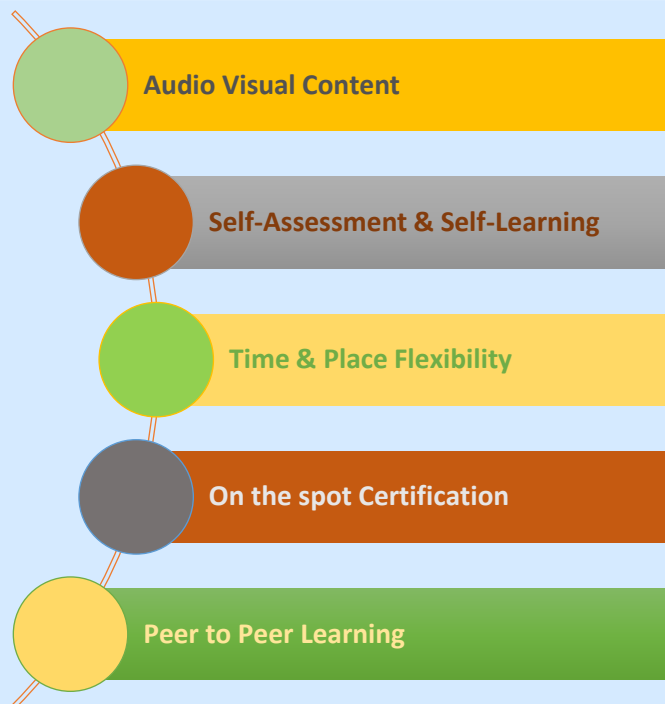 Audio Visual Content
Self-Assessment & Self-Learning
Time & Place Flexibility
On the spot Certification
Peer to Peer Learning